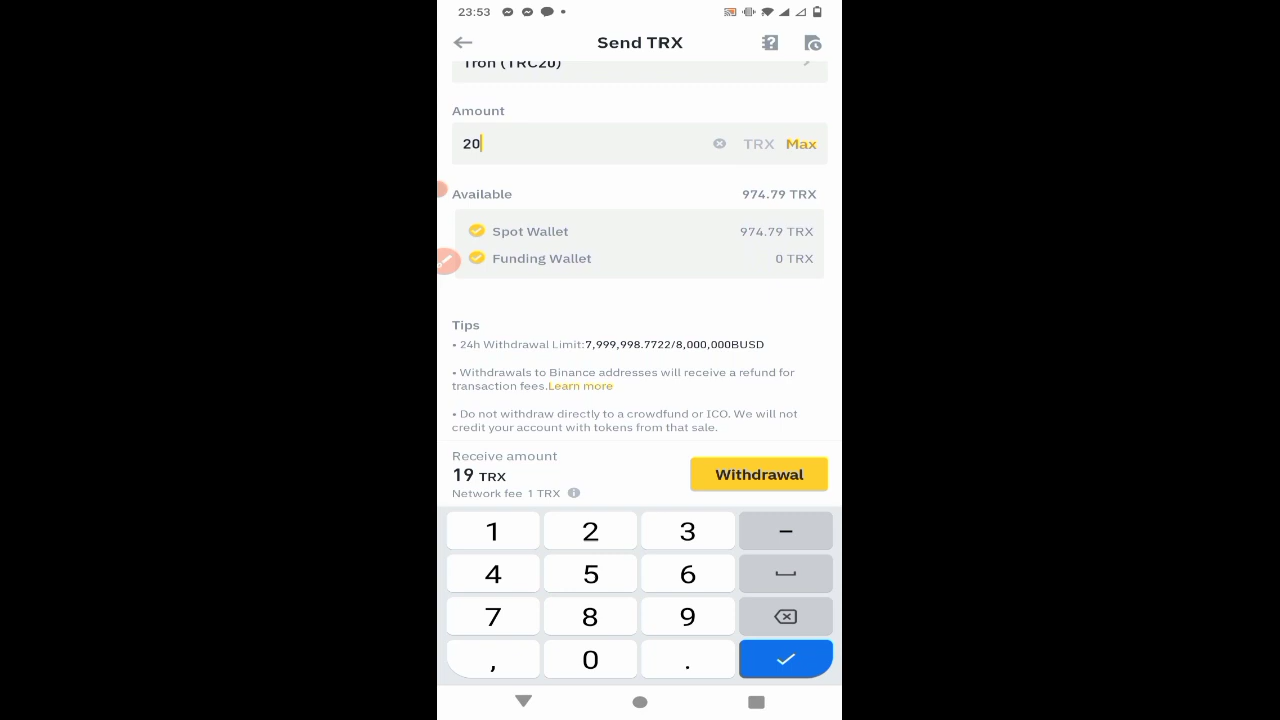 23:53
Send TRX
Tron (TRC20)
Amount
20 TRX Max
Available 974.79 TRX
Spot Wallet 974.79 TRX
Funding Wallet 0 TRX
Tips
• 24h Withdrawal Limit:7,999,998.7722/8,000,000BUSD
• Withdrawals to Binance addresses will receive a refund for
transaction fees.Learn more
• Do not withdraw directly to a crowdfund or ICO. We will not
credit your account with tokens from that sale.
Receive amount
19 TRX
Network fee 1 TRX
Withdrawal
1 2 3 –
4 5 6
7 8 9
, 0 .